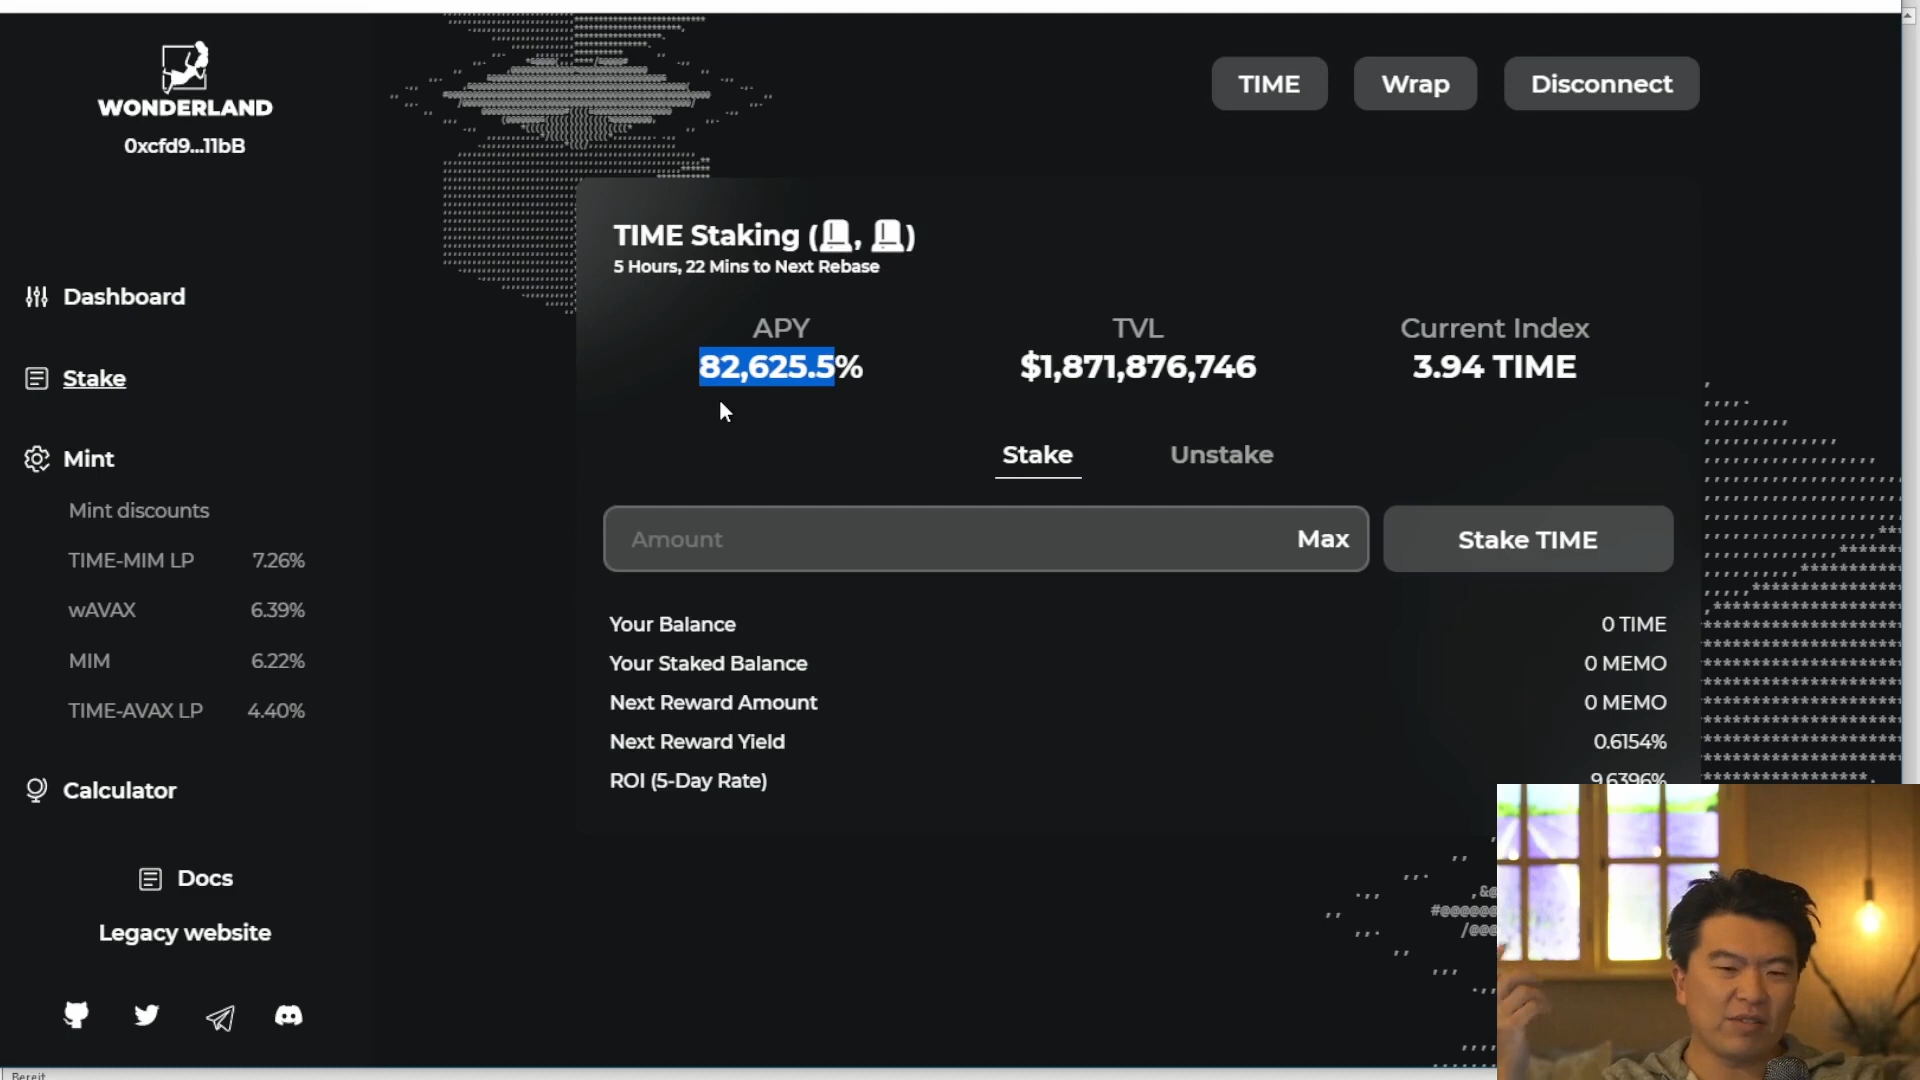 WONDERLAND
0xcfd9...11bB
Dashboard
Stake
Mint
Mint discounts
TIME-MIM LP 7.26%
wAVAX 6.39%
MIM 6.22%
TIME-AVAX LP 4.40%
Calculator
Docs
Legacy website
TIME Wrap Disconnect
TIME Staking (, )
5 Hours, 22 Mins to Next Rebase
APY TVL Current Index
82,625.5% $1,871,876,746 3.94 TIME
Stake Unstake
Amount Max Stake TIME
Your Balance 0 TIME
Your Staked Balance 0 MEMO
Next Reward Amount 0 MEMO
Next Reward Yield 0.6154%
ROI (5-Day Rate) 9.6396%
Bereit